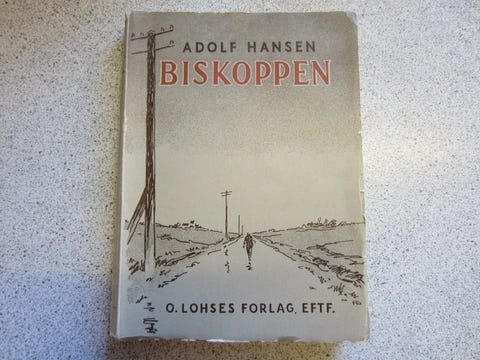 ADOLF HANSEN
BISKOPPEN
O. LOHSES FORLAG, EFTF.